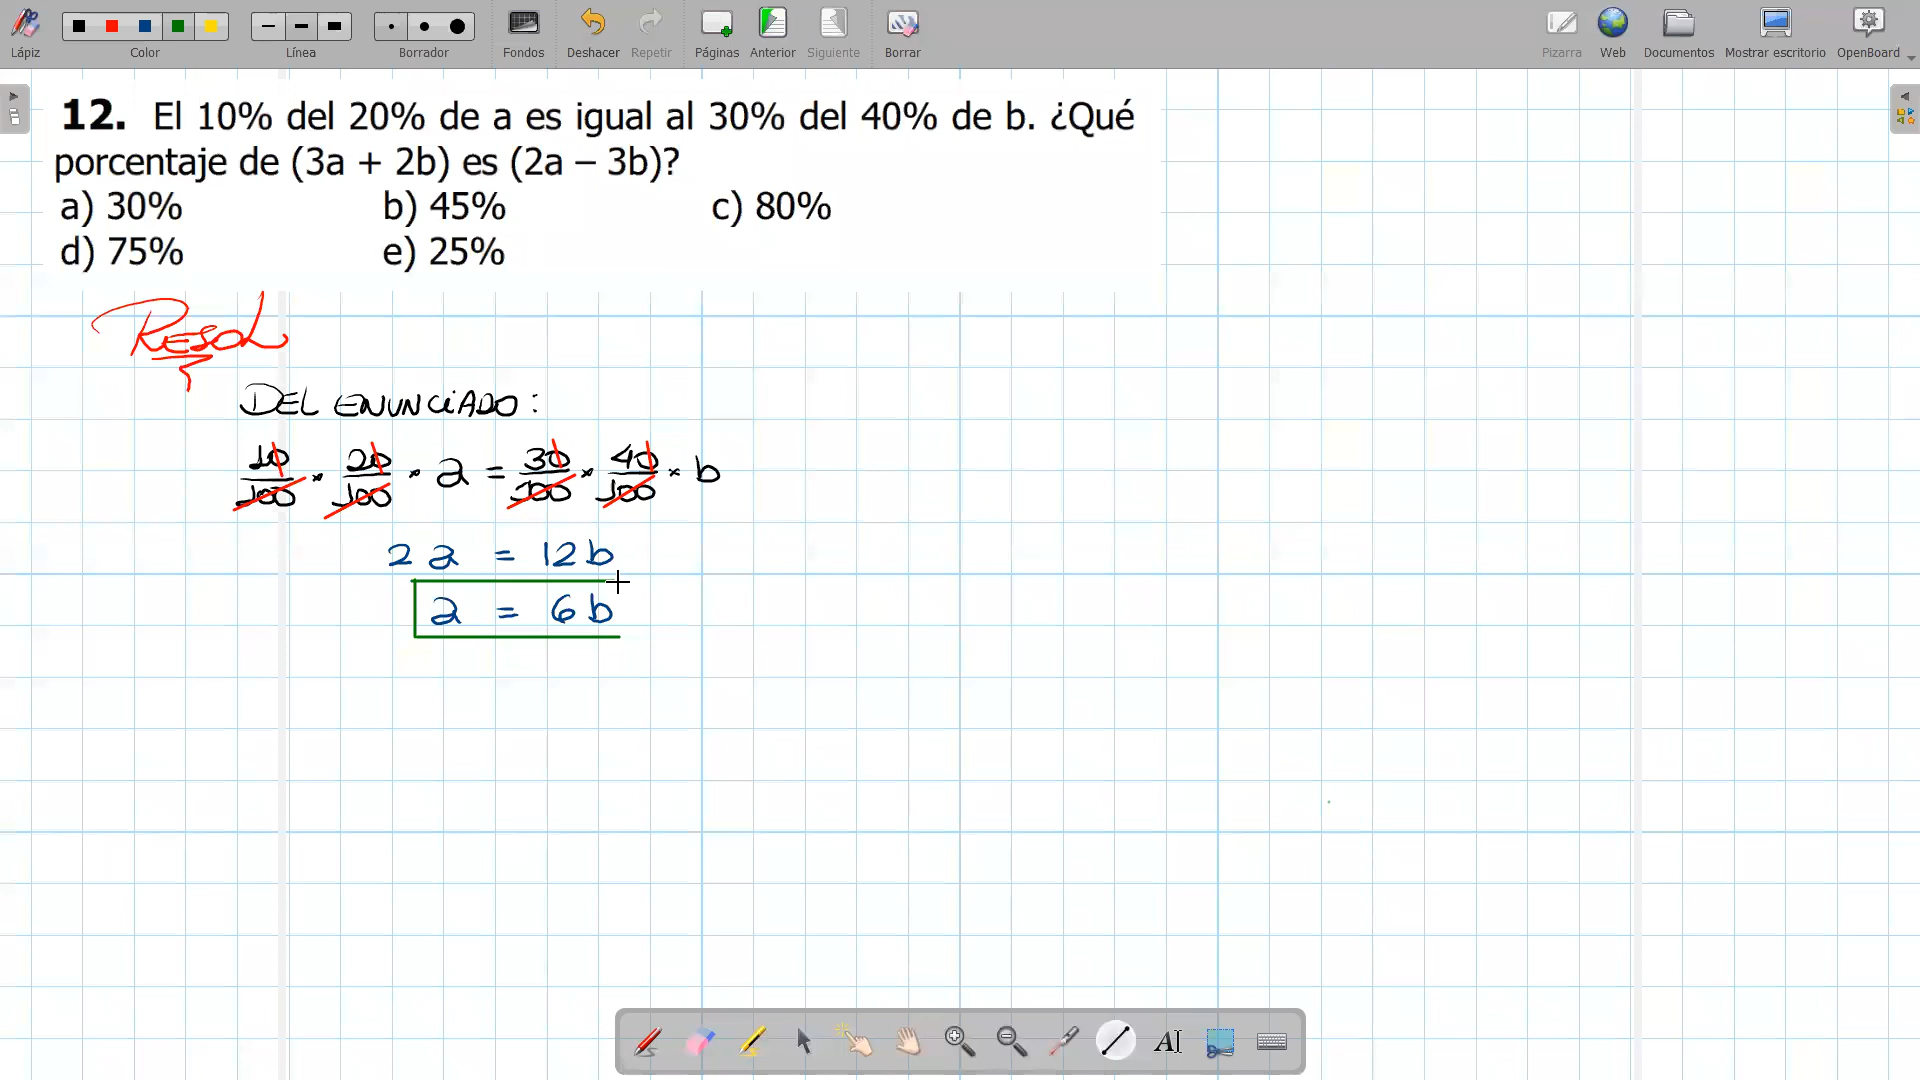 Lápiz Color Línea Borrador Fondos Deshacer Repetir Páginas Anterior Siguiente Borrar Pizarra Web Documentos Mostrar escritorio OpenBoard
12. El 10% del 20% de a es igual al 30% del 40% de b. ¿Qué
porcentaje de (3a + 2b) es (2a – 3b)?
a) 30% b) 45% c) 80%
d) 75% e) 25%
RESOL
DEL ENUNCIADO:
10/100 * 20/100 * a = 30/100 * 40/100 * b
2a = 12b
a = 6b
AI